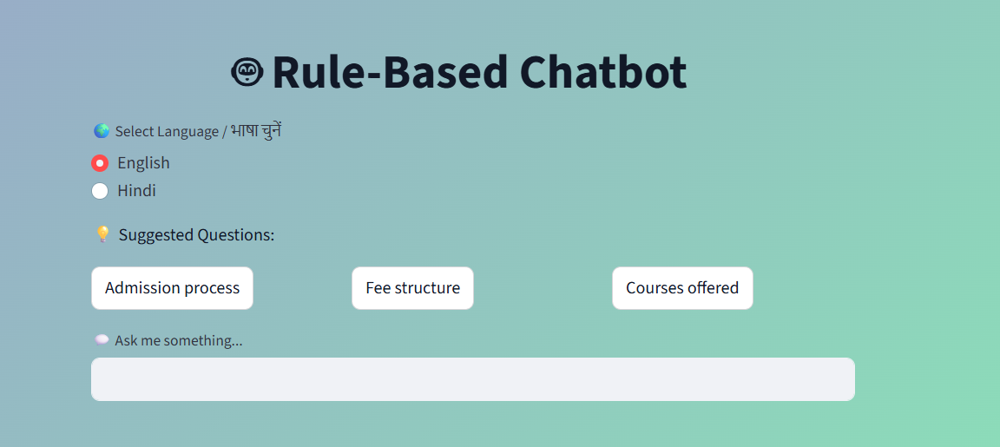 Rule-Based Chatbot
Select Language / भाषा चुनें
English
Hindi
Suggested Questions:
Admission process Fee structure Courses offered
Ask me something...